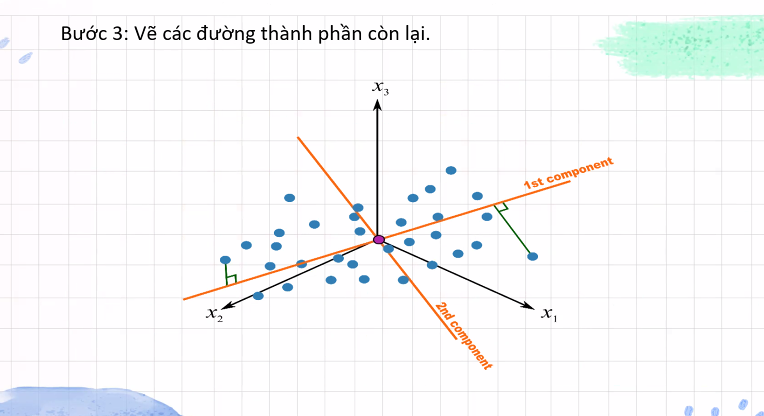 Bước 3: Vẽ các đường thành phần còn lại.
x₃
1st component
x₂
x₁
2nd component